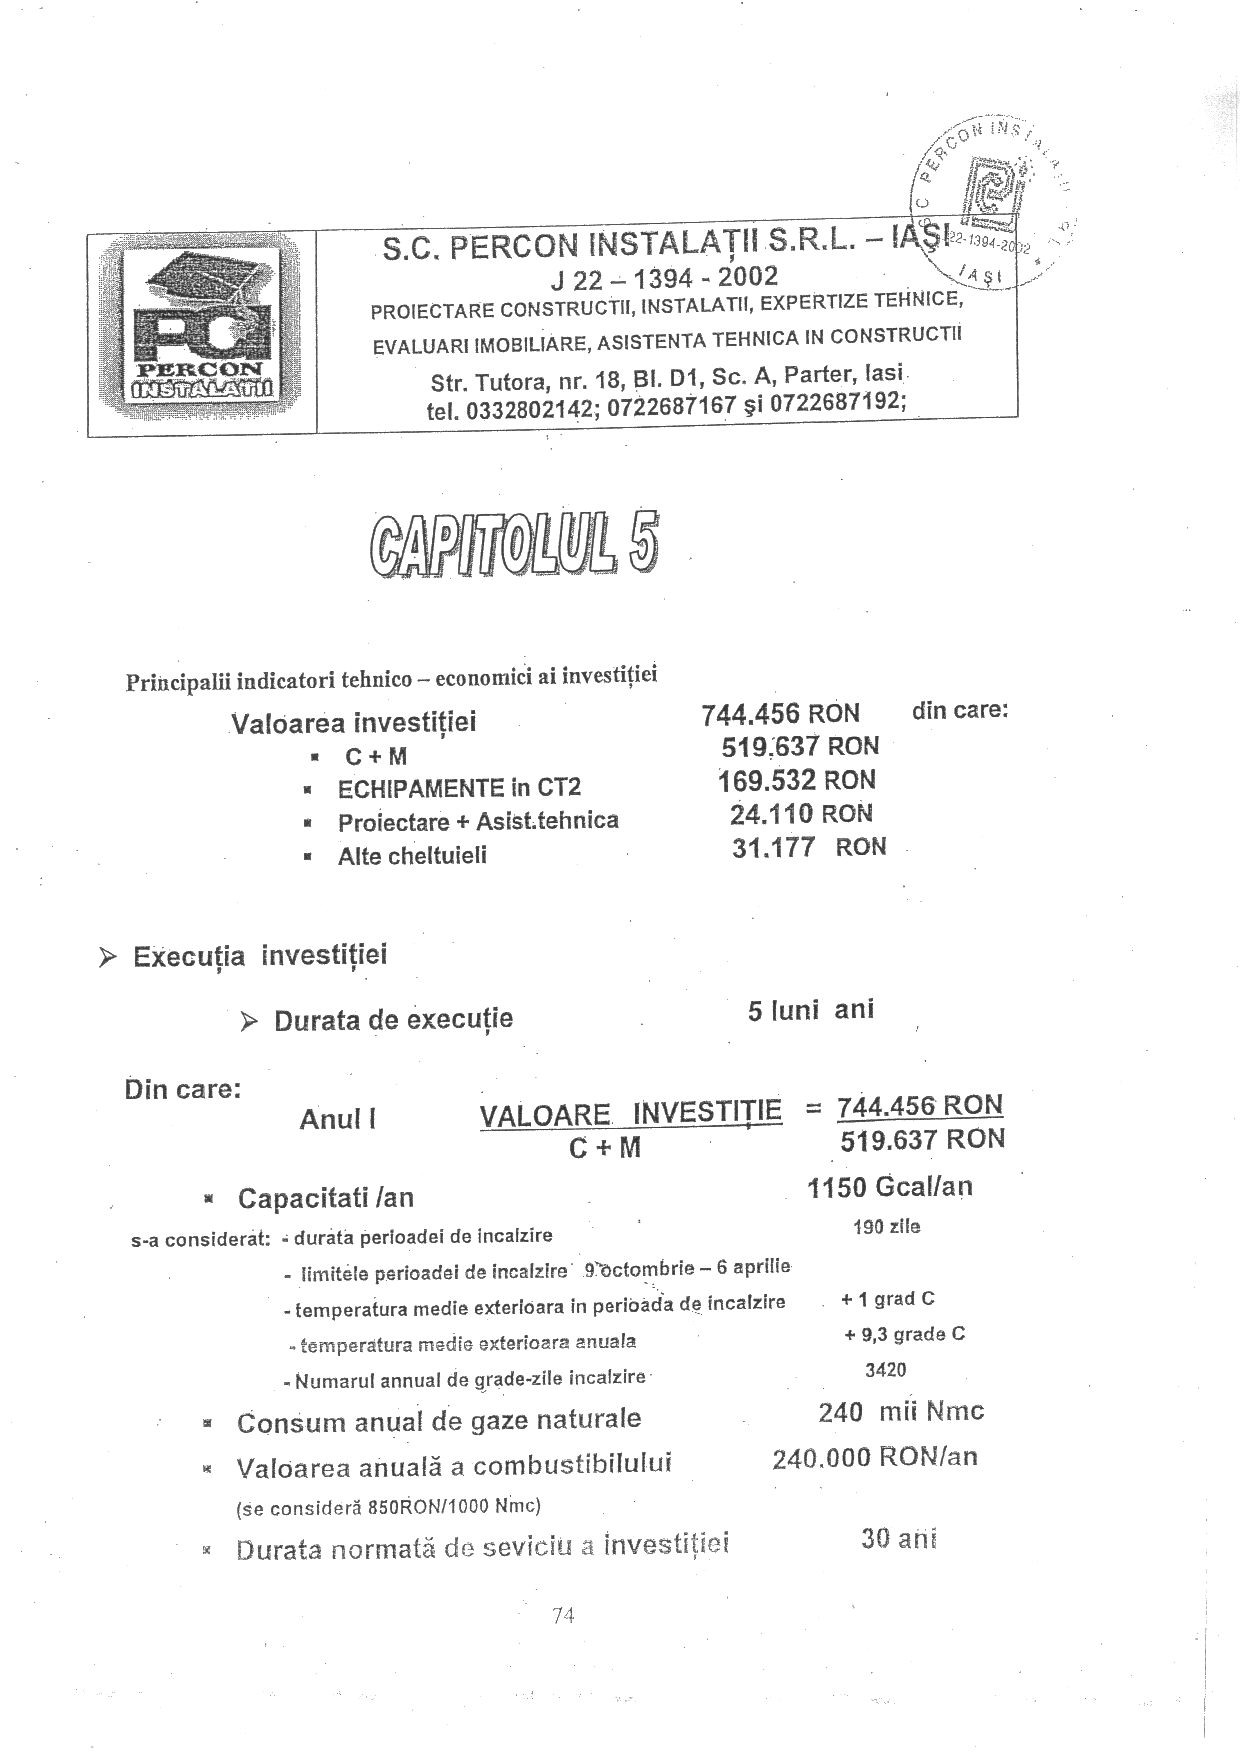 S.C. PERCON INSTALAȚII S.R.L. – IAȘI
J 22 – 1394 - 2002
PROIECTARE CONSTRUCTII, INSTALATII, EXPERTIZE TEHNICE,
EVALUARI IMOBILIARE, ASISTENTA TEHNICA IN CONSTRUCTII
Str. Tutora, nr. 18, Bl. D1, Sc. A, Parter, Iasi
tel. 0332802142; 0722687167 şi 0722687192;
PCI
PERCON
INSTALATII
PERCON INSTALAȚII
22-1394-2002
IAŞI
CAPITOLUL 5
Principalii indicatori tehnico – economici ai investiției
Valoarea investiției 744.456 RON din care:
▪ C + M 519.637 RON
▪ ECHIPAMENTE in CT2 169.532 RON
▪ Proiectare + Asist.tehnica 24.110 RON
▪ Alte cheltuieli 31.177 RON
➢ Execuția investiției
➢ Durata de execuție 5 luni ani
Din care:
Anul I VALOARE INVESTIȚIE = 744.456 RON
C + M 519.637 RON
▪ Capacitati /an 1150 Gcal/an
s-a considerat: - durata perioadei de incalzire 190 zile
- limitele perioadei de incalzire 9 octombrie – 6 aprilie
- temperatura medie exterioara in perioada de incalzire + 1 grad C
- temperatura medie exterioara anuala + 9,3 grade C
- Numarul annual de grade-zile incalzire 3420
▪ Consum anual de gaze naturale 240 mii Nmc
▪ Valoarea anuală a combustibilului 240.000 RON/an
(se consideră 850RON/1000 Nmc)
▪ Durata normată de seviciu a investiției 30 ani
74